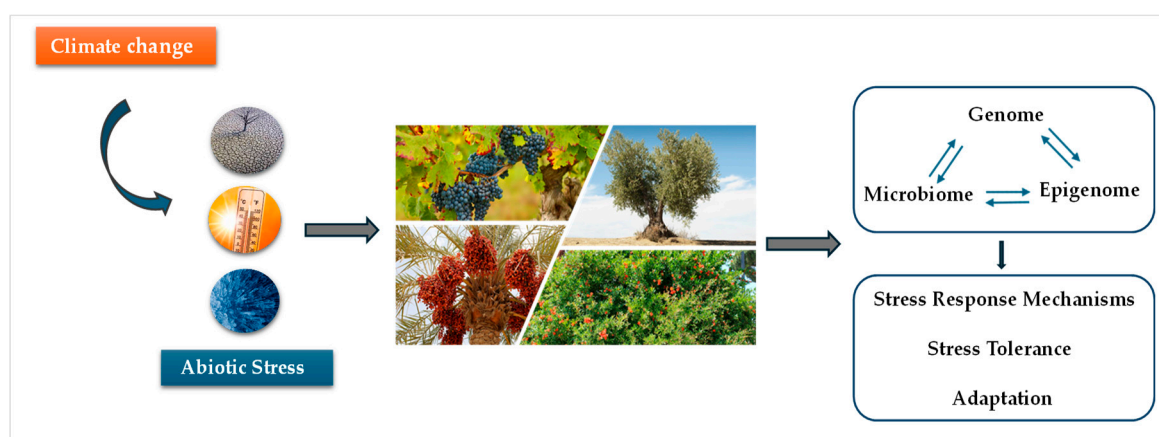 Climate change
°C °F
Abiotic Stress
Genome
Microbiome
Epigenome
Stress Response Mechanisms
Stress Tolerance
Adaptation